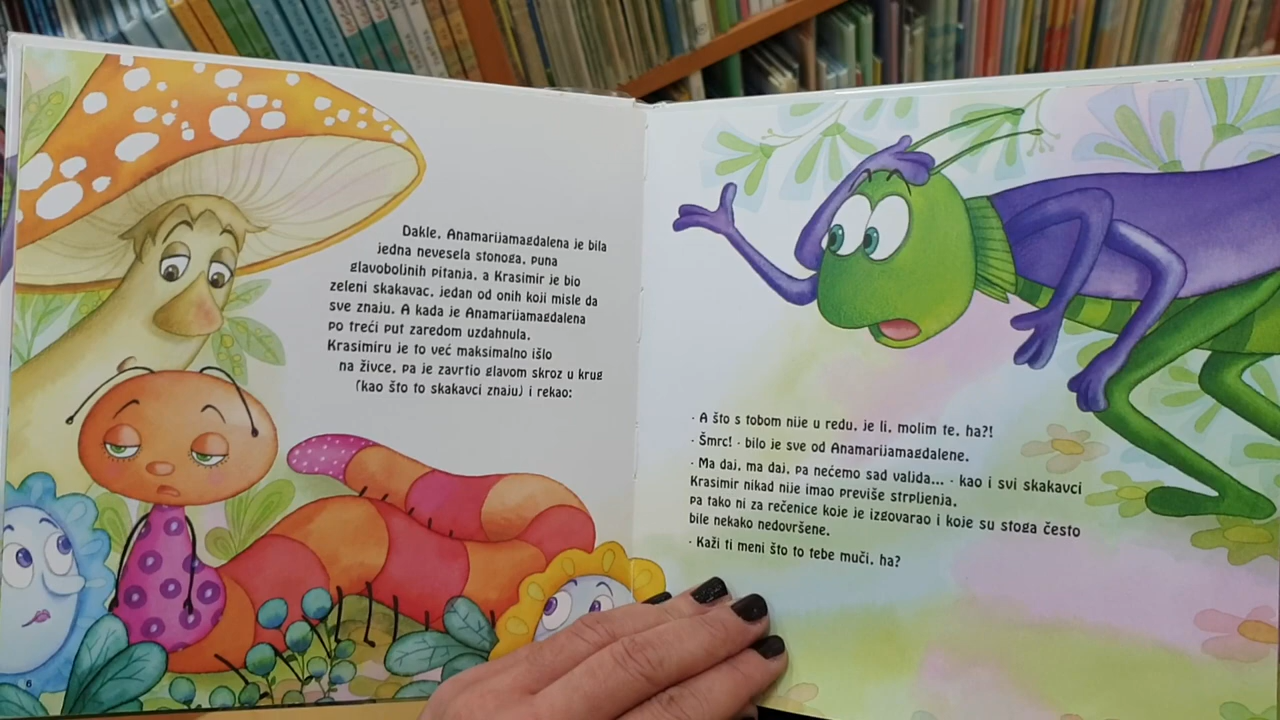 Dakle, Anamarijamagdalena je bila
jedna nevesela stonoga, puna
glavoboljnih pitanja, a Krasimir je bio
zeleni skakavac, jedan od onih koji misle da
sve znaju. A kada je Anamarijamagdalena
po treći put zaredom uzdahnula,
Krasimiru je to već maksimalno išlo
na živce, pa je zavrtio glavom skroz u krug
(kao što to skakavci znaju) i rekao:
6
- A što s tobom nije u redu, je li, molim te, ha?!
- Šmrc! - bilo je sve od Anamarijamagdalene.
- Ma daj, ma daj, pa nećemo sad valjda... - kao i svi skakavci
Krasimir nikad nije imao previše strpljenja,
pa tako ni za rečenice koje je izgovarao i koje su stoga često
bile nekako nedovršene.
- Kaži ti meni što to tebe muči, ha?